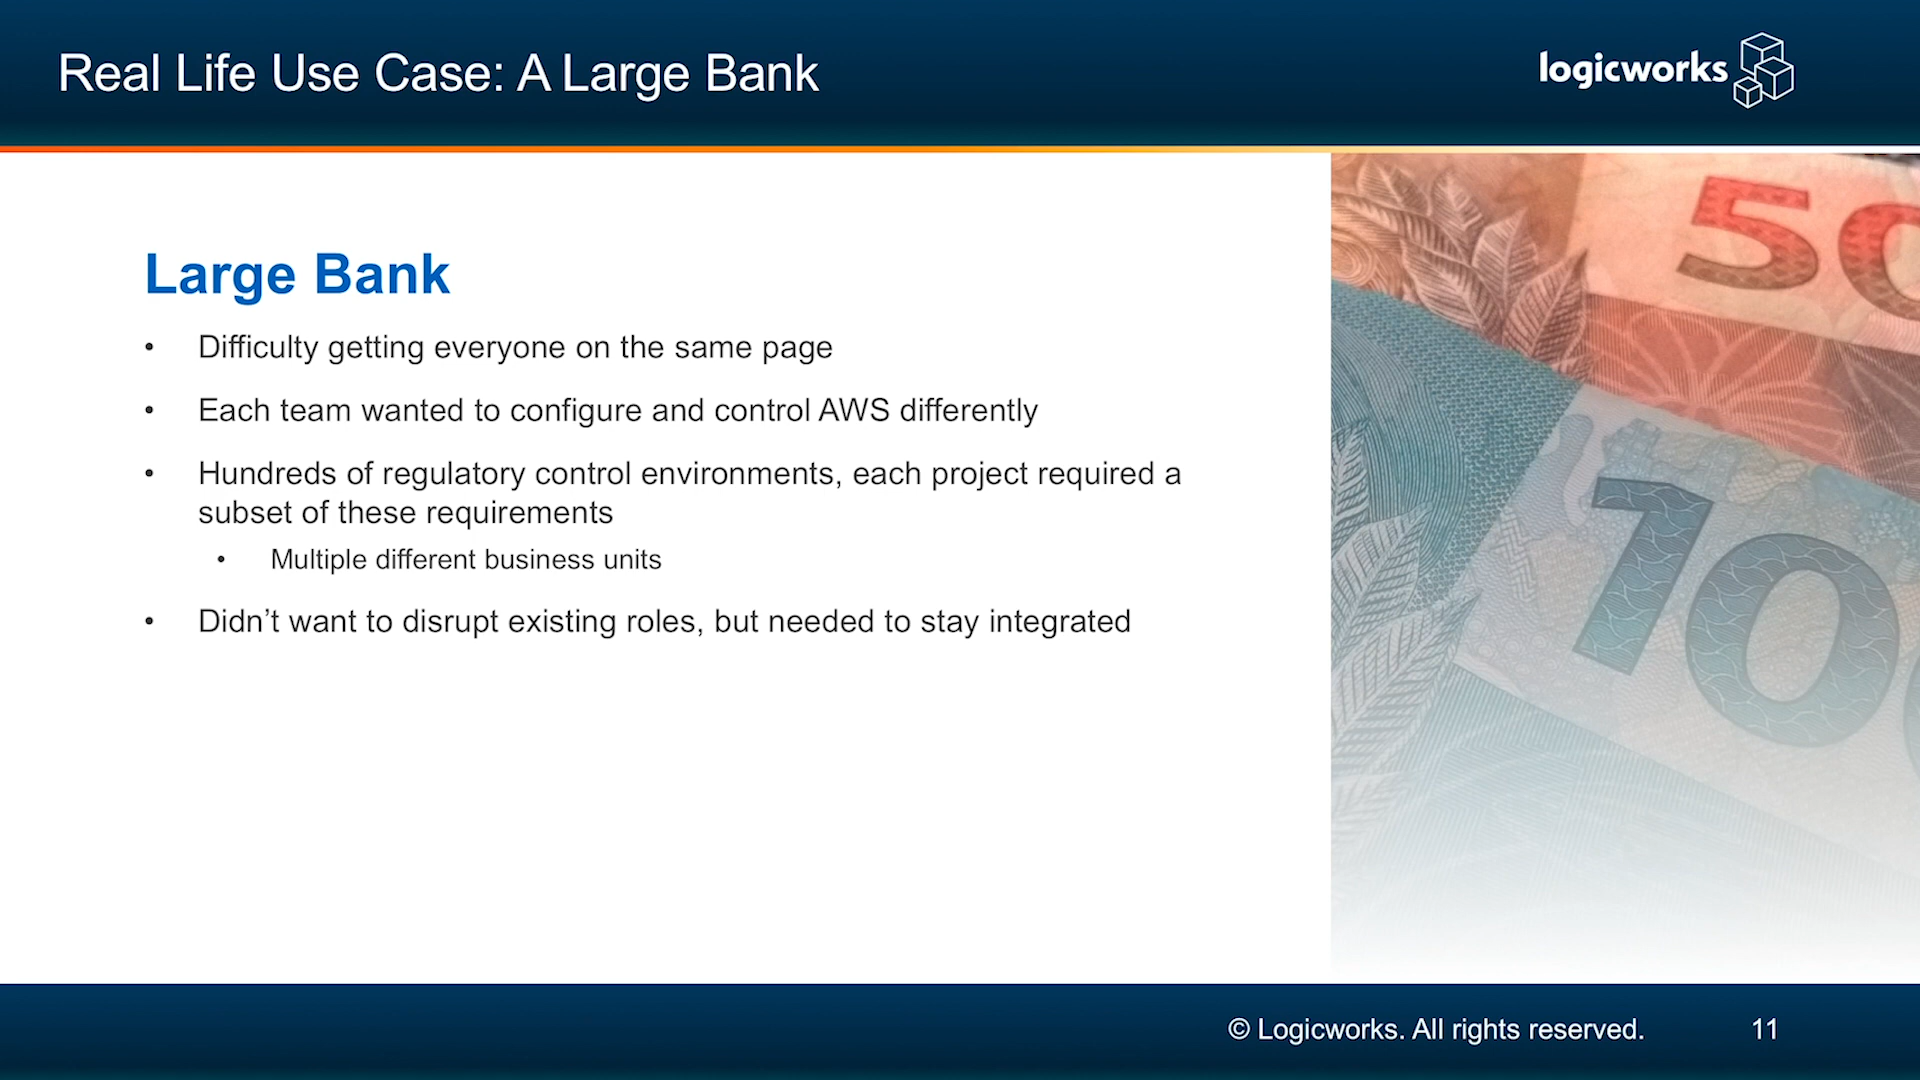 Real Life Use Case: A Large Bank
logicworks
Large Bank
• Difficulty getting everyone on the same page
• Each team wanted to configure and control AWS differently
• Hundreds of regulatory control environments, each project required a
subset of these requirements
• Multiple different business units
• Didn’t want to disrupt existing roles, but needed to stay integrated
50
100
© Logicworks. All rights reserved.
11